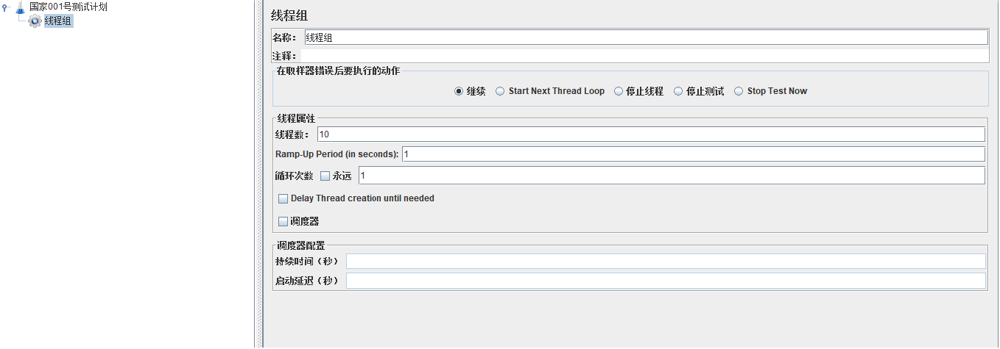 国家001号测试计划
线程组
线程组
名称： 线程组
注释：
在取样器错误后要执行的动作
继续 Start Next Thread Loop 停止线程 停止测试 Stop Test Now
线程属性
线程数： 10
Ramp-Up Period (in seconds): 1
循环次数 永远 1
Delay Thread creation until needed
调度器
调度器配置
持续时间（秒）
启动延迟（秒）